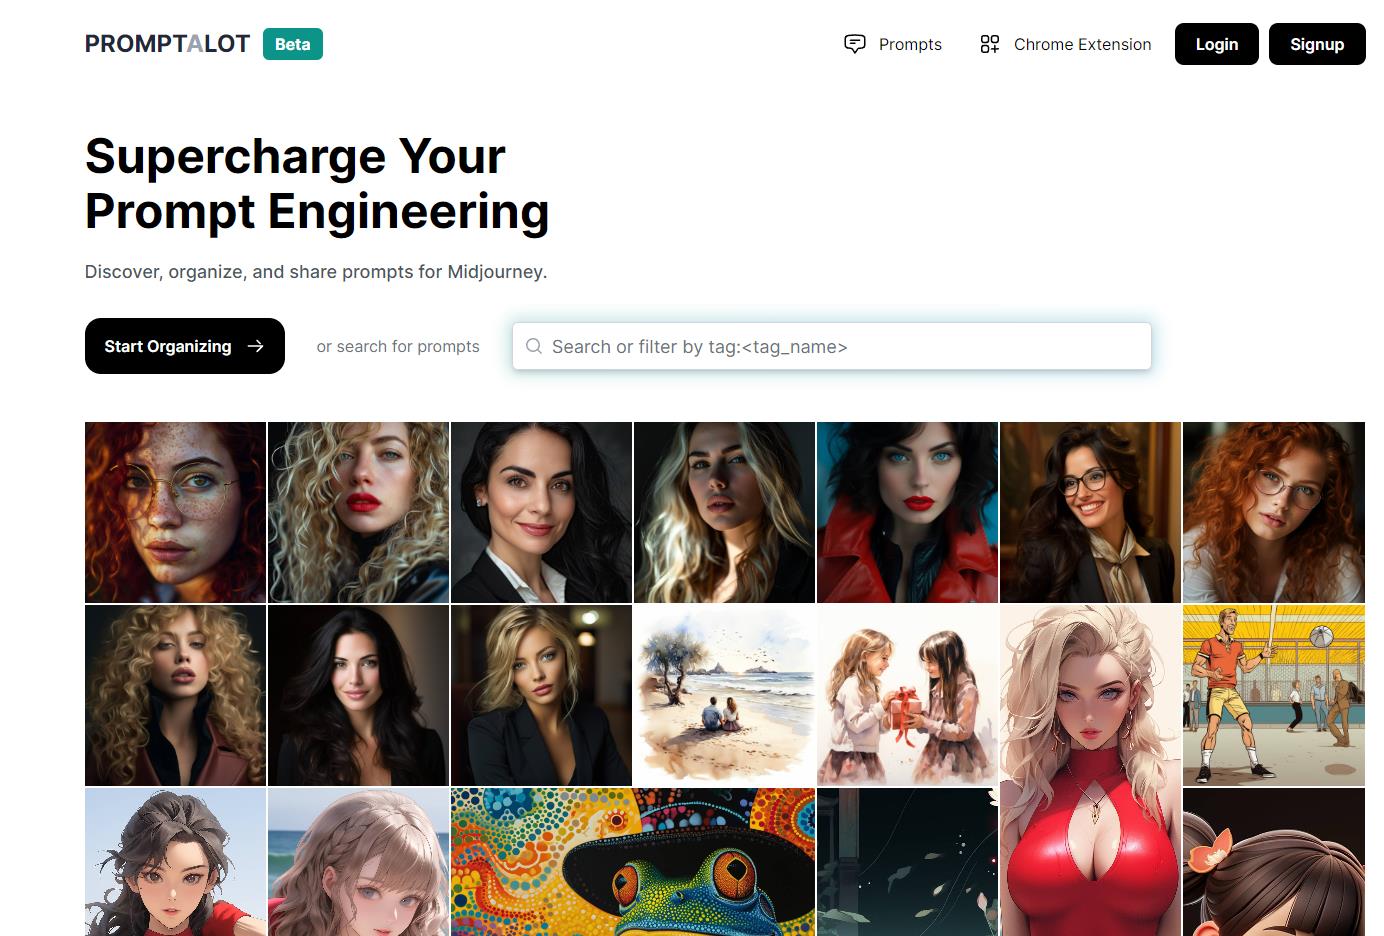 PROMPTALOT Beta
Prompts Chrome Extension Login Signup
Supercharge Your
Prompt Engineering
Discover, organize, and share prompts for Midjourney.
Start Organizing → or search for prompts Search or filter by tag:<tag_name>